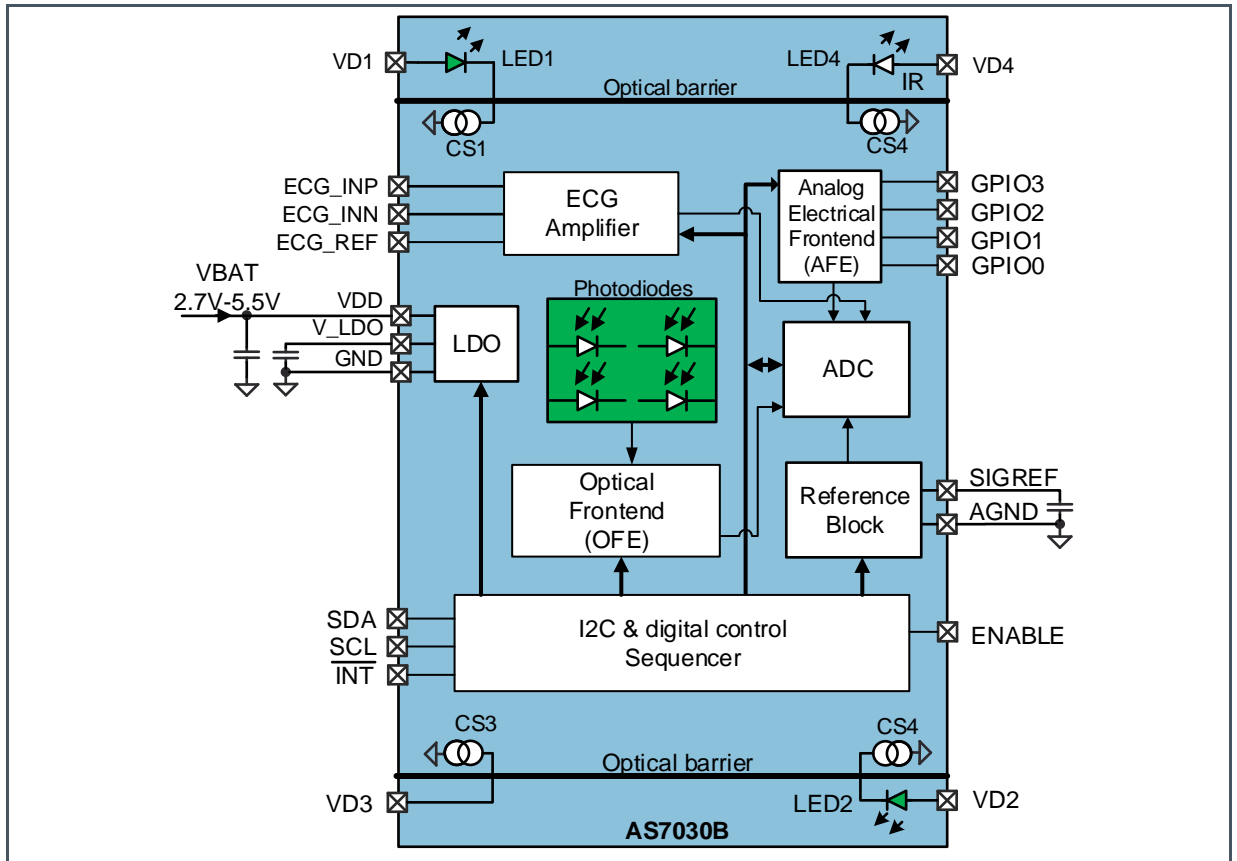 VD1
LED1
LED4
IR
VD4
Optical barrier
CS1
CS4
ECG_INP
ECG_INN
ECG_REF
ECG
Amplifier
Analog
Electrical
Frontend
(AFE)
GPIO3
GPIO2
GPIO1
GPIO0
VBAT
2.7V-5.5V
VDD
V_LDO
GND
LDO
Photodiodes
ADC
Optical
Frontend
(OFE)
Reference
Block
SIGREF
AGND
SDA
SCL
INT
I2C & digital control
Sequencer
ENABLE
CS3
CS4
Optical barrier
VD3
LED2
VD2
AS7030B